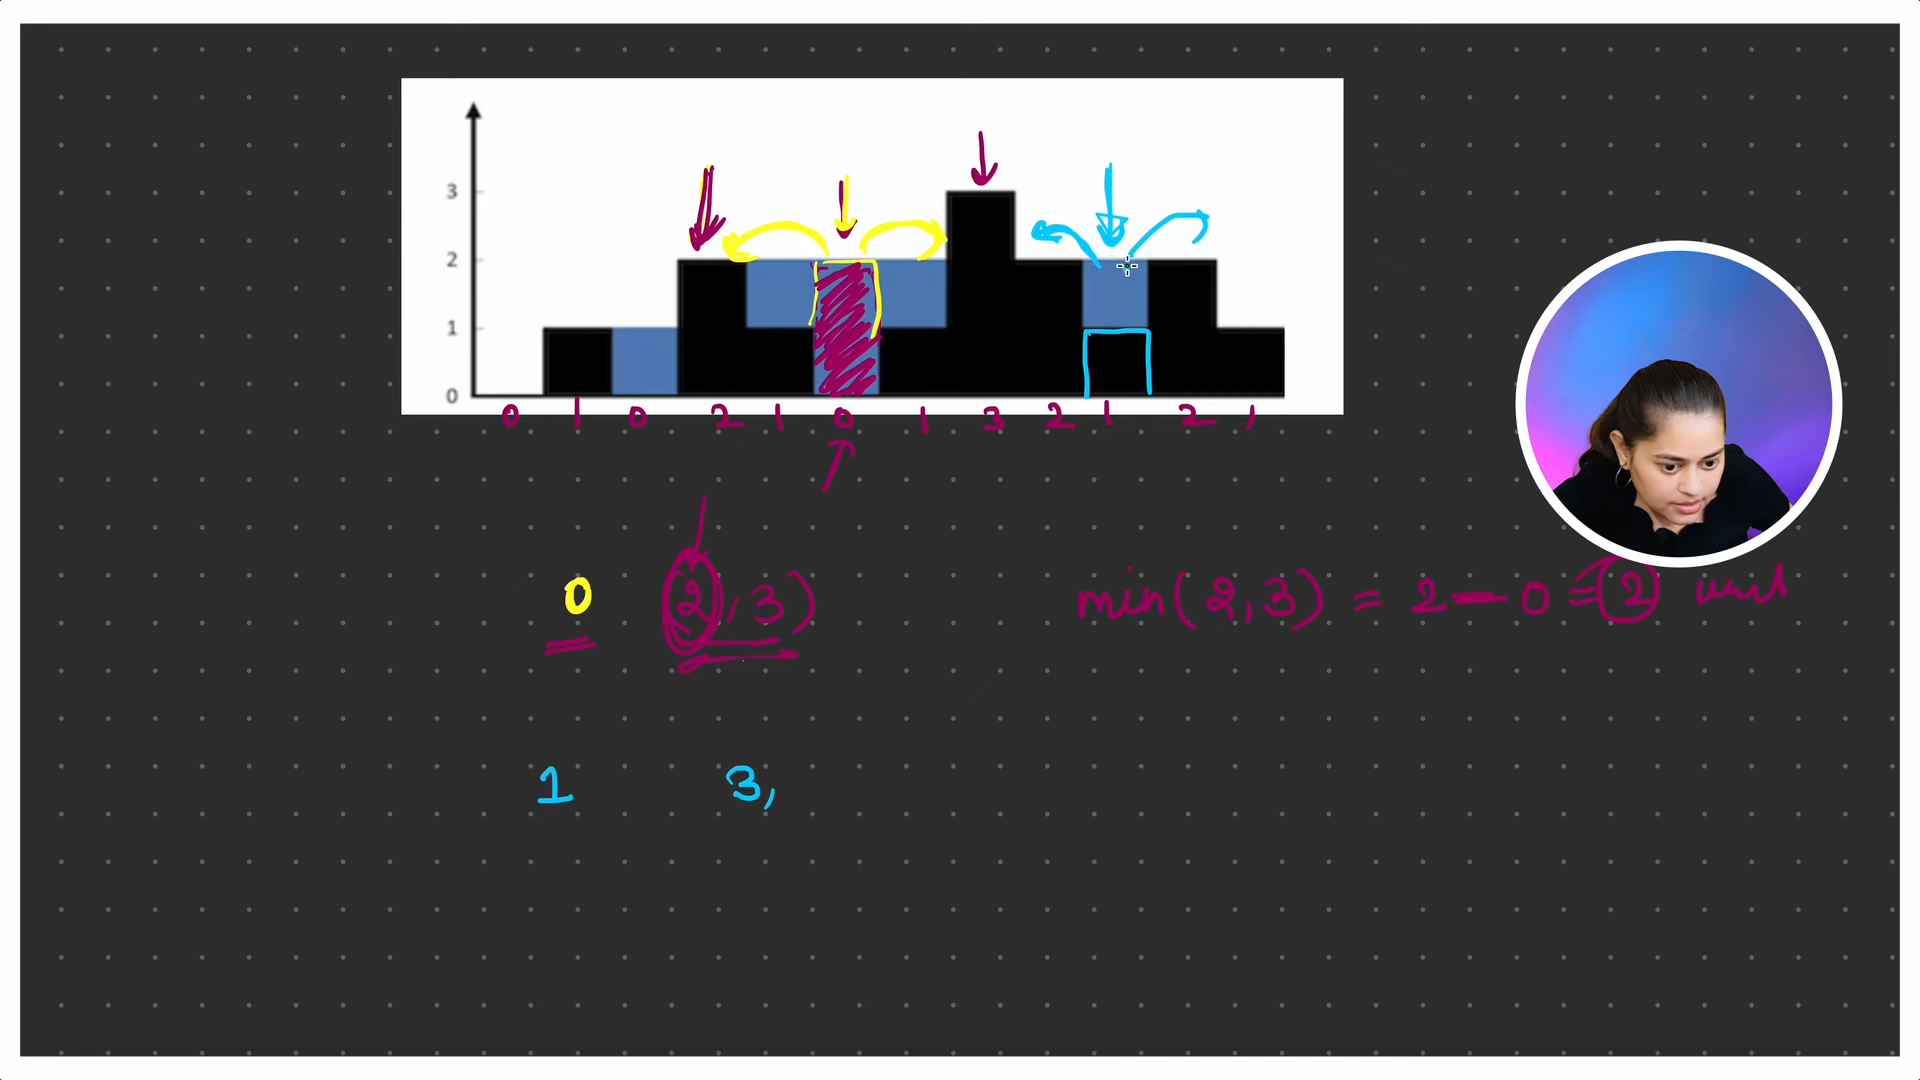 3
2
1
0
0 1 0 2 1 0 1 3 2 1 2 1
0 2, 3) min( 2, 3 ) = 2 - 0 = 2
1 3,